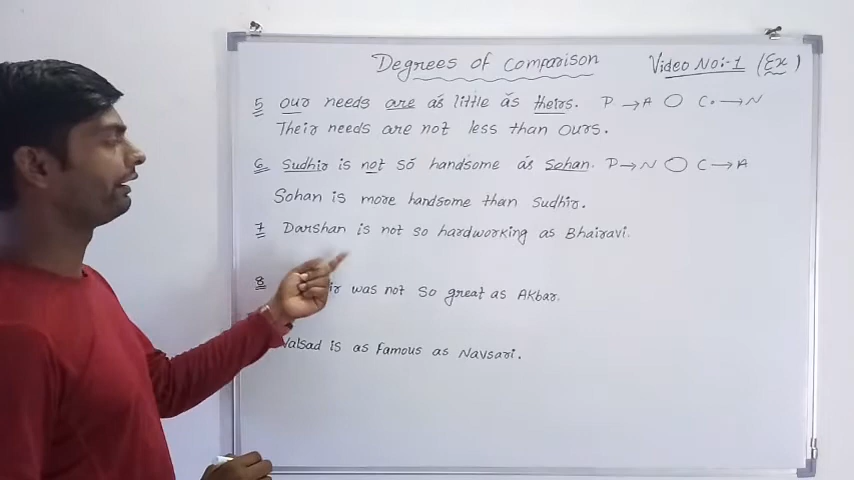 Degrees of comparison Video No:-1 (Ex)
5 our needs are as little as theirs. P → A C. → N
Their needs are not less than ours.
6 Sudhir is not so handsome as Sohan. P → N C → A
Sohan is more handsome than Sudhir.
7 Darshan is not so hardworking as Bhairavi.
8 was not so great as Akbar.
Valsad is as Famous as Navsari.